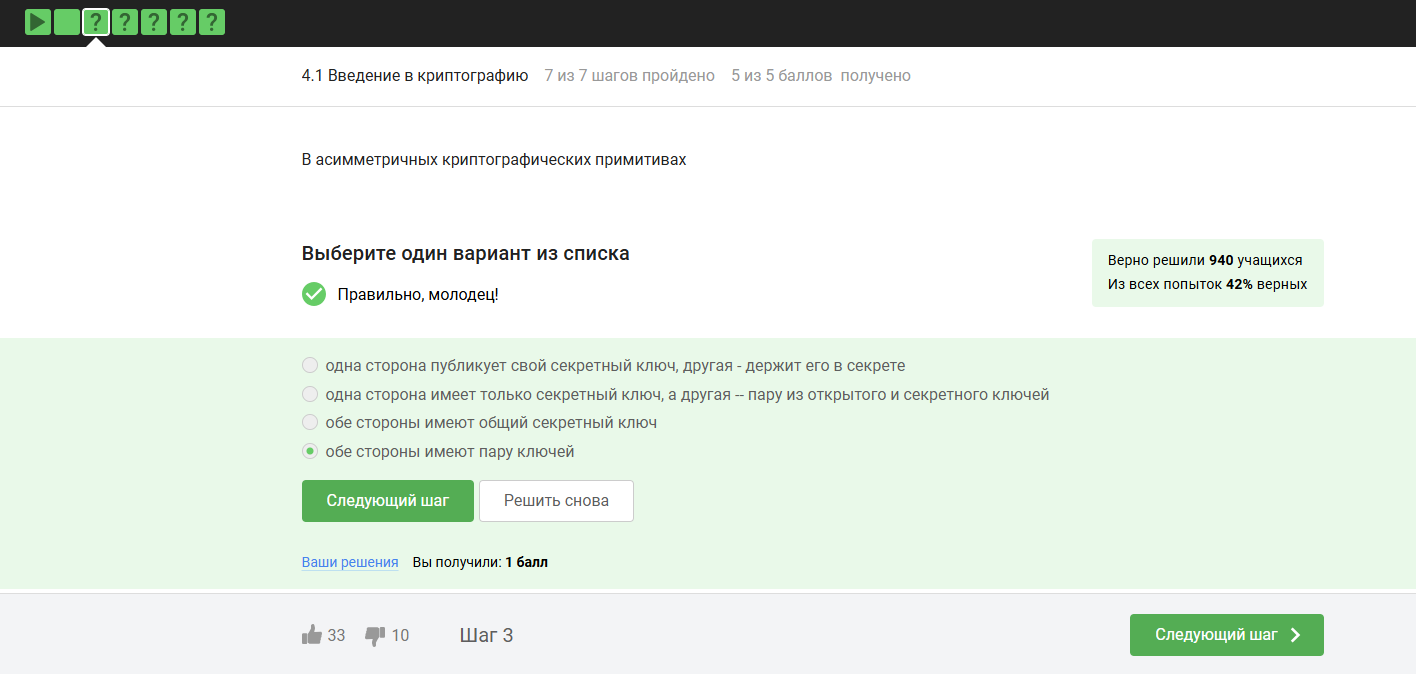 ? ? ? ? ?
4.1 Введение в криптографию 7 из 7 шагов пройдено 5 из 5 баллов получено
В асимметричных криптографических примитивах
Выберите один вариант из списка
Верно решили 940 учащихся
Из всех попыток 42% верных
Правильно, молодец!
одна сторона публикует свой секретный ключ, другая - держит его в секрете
одна сторона имеет только секретный ключ, а другая -- пару из открытого и секретного ключей
обе стороны имеют общий секретный ключ
обе стороны имеют пару ключей
Следующий шаг Решить снова
Ваши решения Вы получили: 1 балл
33 10 Шаг 3 Следующий шаг